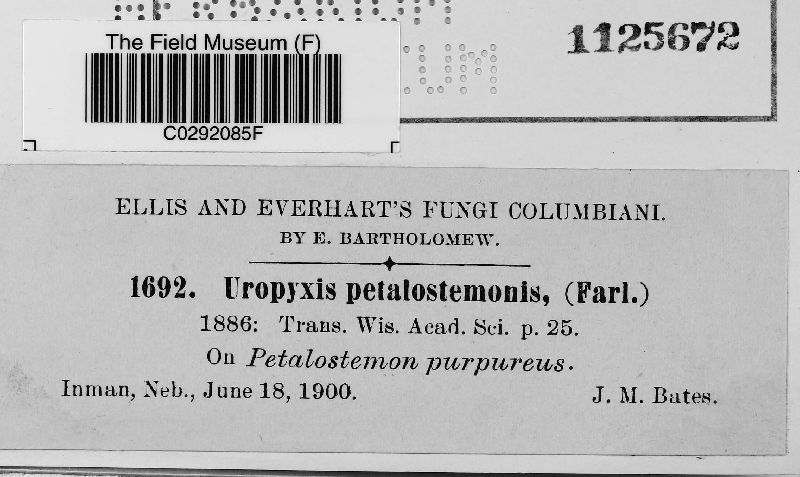 The Field Museum (F)
C0292085F
1125672
ELLIS AND EVERHART'S FUNGI COLUMBIANI.
BY E. BARTHOLOMEW.
1692. Uropyxis petalostemonis, (Farl.)
1886: Trans. Wis. Acad. Sci. p. 25.
On Petalostemon purpureus.
Inman, Neb., June 18, 1900. J. M. Bates.